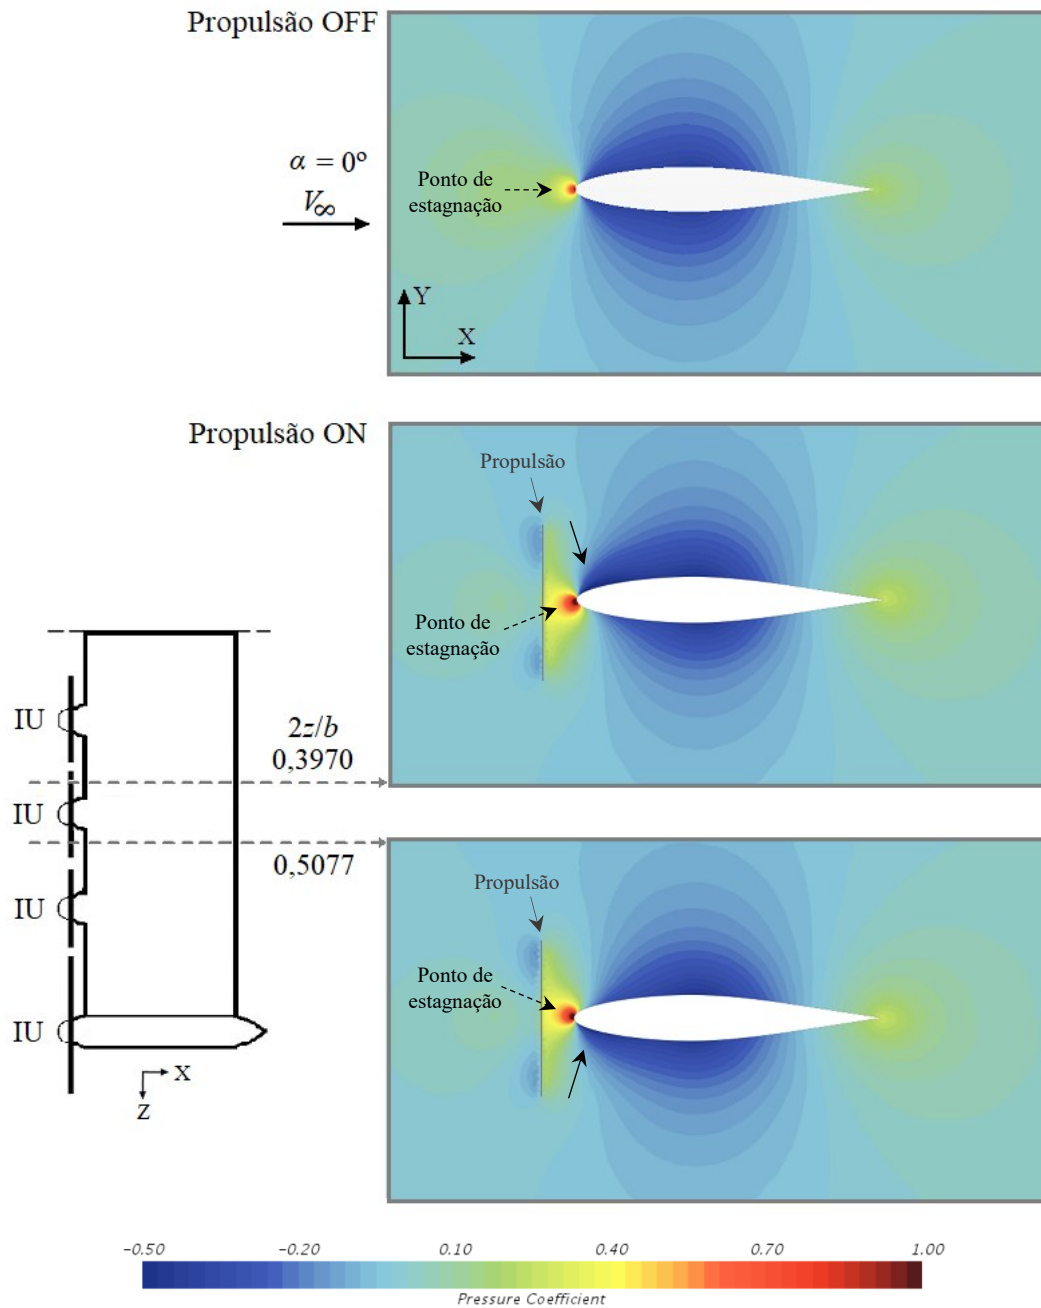 Propulsão OFF
α = 0º
V∞
Ponto de
estagnação
Y
X
Propulsão ON
Propulsão
Ponto de
estagnação
IU
2z/b
0,3970
IU
0,5077
IU
Propulsão
Ponto de
estagnação
IU
X
Z
−0.50 −0.20 0.10 0.40 0.70 1.00
Pressure Coefficient